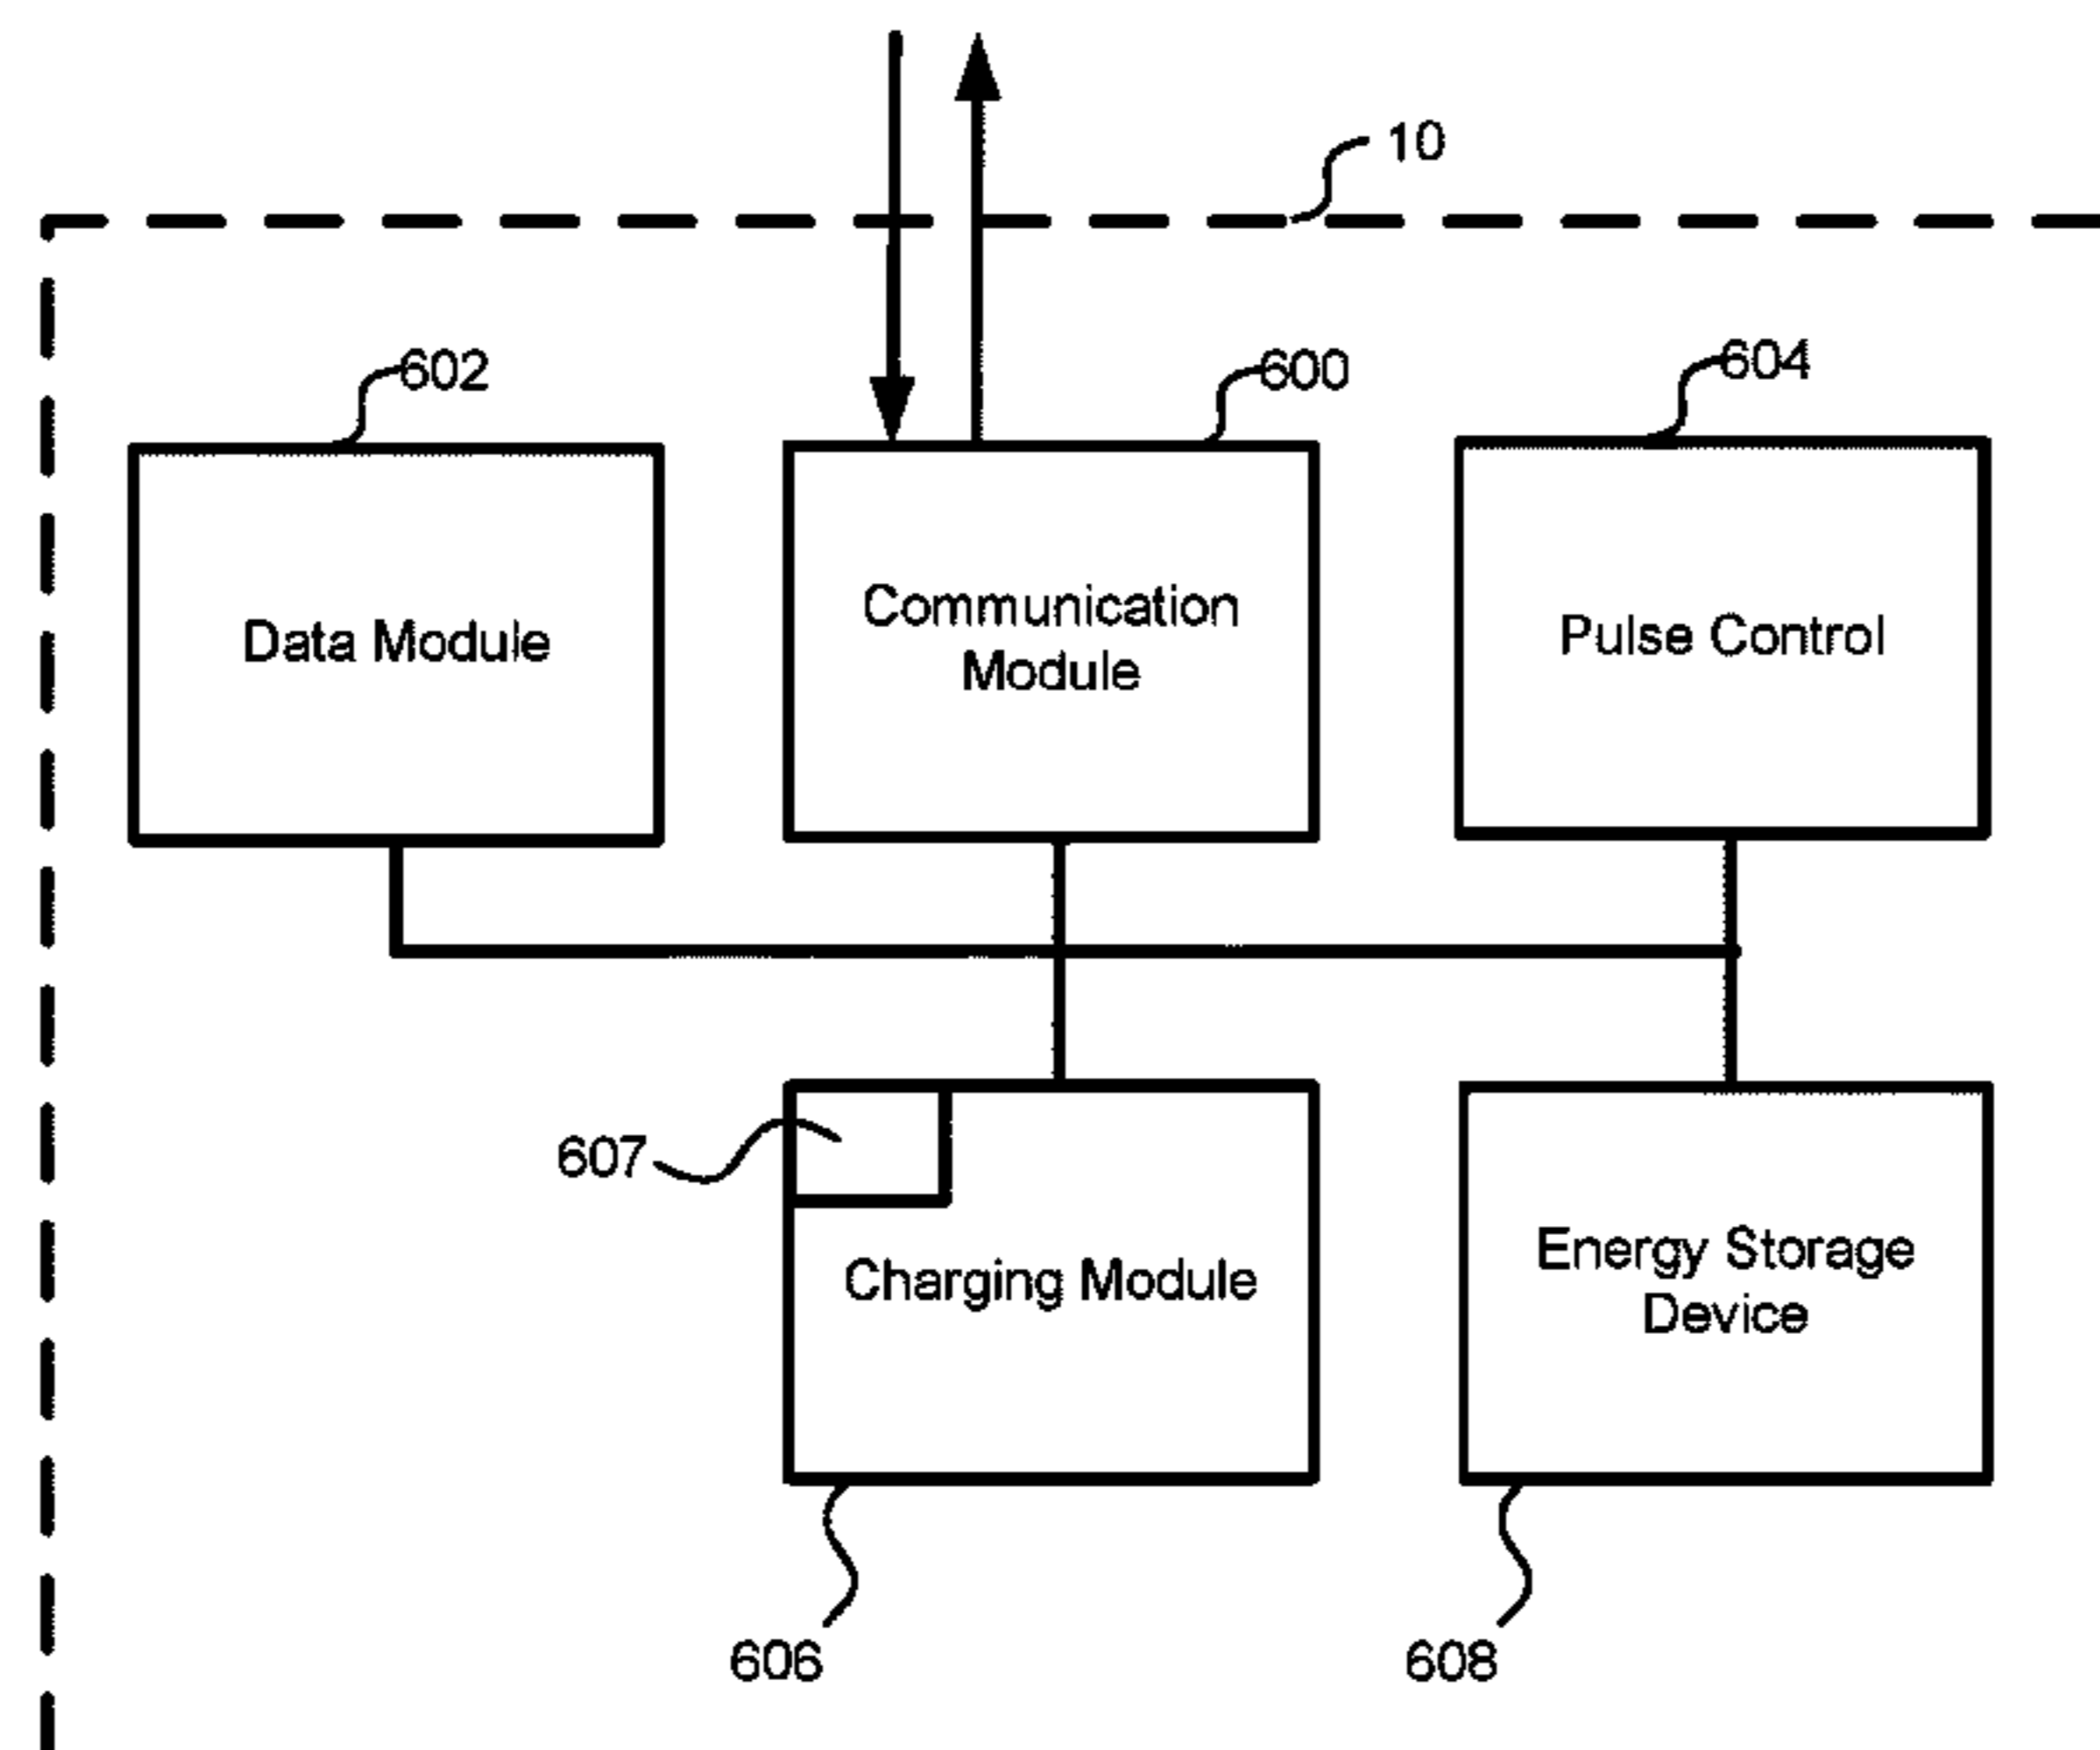 10
602
600
604
Data Module
Communication
Module
Pulse Control
607
Charging Module
Energy Storage
Device
606
608